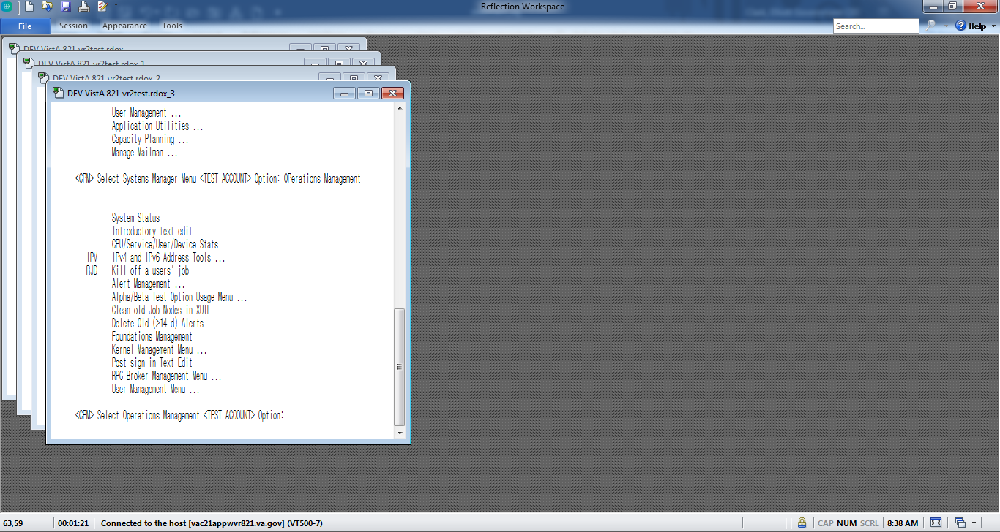 Reflection Workspace
File Session Appearance Tools
Search... Help
DEV VistA 821 vr2test.rdox
DEV VistA 821 vr2test.rdox_1
DEV VistA 821 vr2test.rdox_2
DEV VistA 821 vr2test.rdox_3
User Management ...
Application Utilities ...
Capacity Planning ...
Manage Mailman ...
<CPM> Select Systems Manager Menu <TEST ACCOUNT> Option: OPerations Management
System Status
Introductory text edit
CPU/Service/User/Device Stats
IPV IPv4 and IPv6 Address Tools ...
RJD Kill off a users' job
Alert Management ...
Alpha/Beta Test Option Usage Menu ...
Clean old Job Nodes in XUTL
Delete Old (>14 d) Alerts
Foundations Management
Kernel Management Menu ...
Post sign-in Text Edit
RPC Broker Management Menu ...
User Management Menu ...
<CPM> Select Operations Management <TEST ACCOUNT> Option:
63,59 00:01:21 Connected to the host [vac21appwvr821.va.gov] (VT500-7) CAP NUM SCRL 8:38 AM